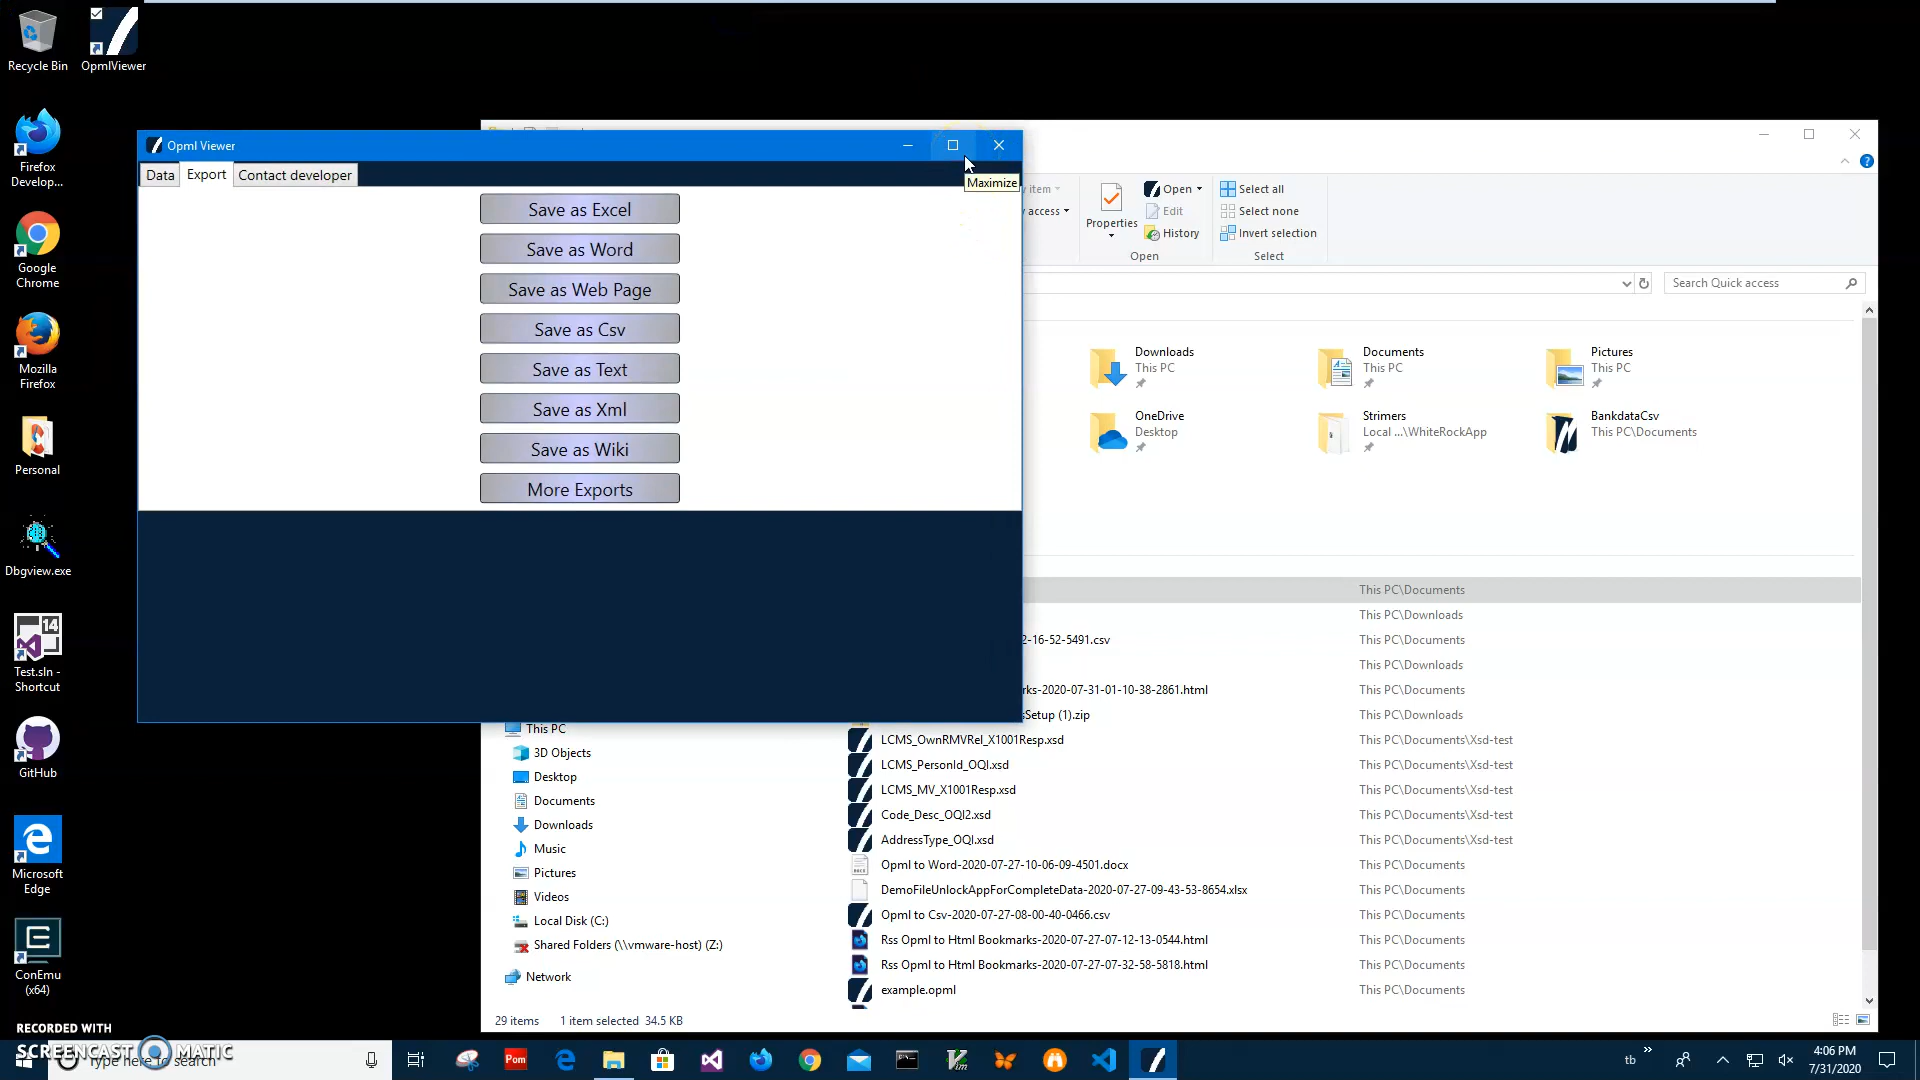 Recycle Bin
OpmlViewer
Firefox
Develop...
Google
Chrome
Mozilla
Firefox
Personal
Dbgview.exe
14
Test.sln -
Shortcut
GitHub
Microsoft
Edge
ConEmu
(x64)
Opml Viewer
Data
Export
Contact developer
Maximize
Save as Excel
Save as Word
Save as Web Page
Save as Csv
Save as Text
Save as Xml
Save as Wiki
More Exports
item
access
Properties
Open
Edit
History
Open
Select all
Select none
Invert selection
Select
Search Quick access
Downloads
This PC
Documents
This PC
Pictures
This PC
OneDrive
Desktop
Strimers
Local ...\WhiteRockApp
BankdataCsv
This PC\Documents
This PC\Documents
This PC\Downloads
2-16-52-5491.csv This PC\Documents
This PC\Downloads
rks-2020-07-31-01-10-38-2861.html This PC\Documents
sSetup (1).zip This PC\Downloads
LCMS_OwnRMVRel_X1001Resp.xsd This PC\Documents\Xsd-test
LCMS_PersonId_OQI.xsd This PC\Documents\Xsd-test
LCMS_MV_X1001Resp.xsd This PC\Documents\Xsd-test
Code_Desc_OQI2.xsd This PC\Documents\Xsd-test
AddressType_OQI.xsd This PC\Documents\Xsd-test
Opml to Word-2020-07-27-10-06-09-4501.docx This PC\Documents
DemoFileUnlockAppForCompleteData-2020-07-27-09-43-53-8654.xlsx This PC\Documents
Opml to Csv-2020-07-27-08-00-40-0466.csv This PC\Documents
Rss Opml to Html Bookmarks-2020-07-27-07-12-13-0544.html This PC\Documents
Rss Opml to Html Bookmarks-2020-07-27-07-32-58-5818.html This PC\Documents
example.opml This PC\Documents
This PC
3D Objects
Desktop
Documents
Downloads
Music
Pictures
Videos
Local Disk (C:)
Shared Folders (\\vmware-host) (Z:)
Network
29 items 1 item selected 34.5 KB
RECORDED WITH
SCREENCAST MATIC
Type here to search
Pom
Vim
tb
4:06 PM
7/31/2020